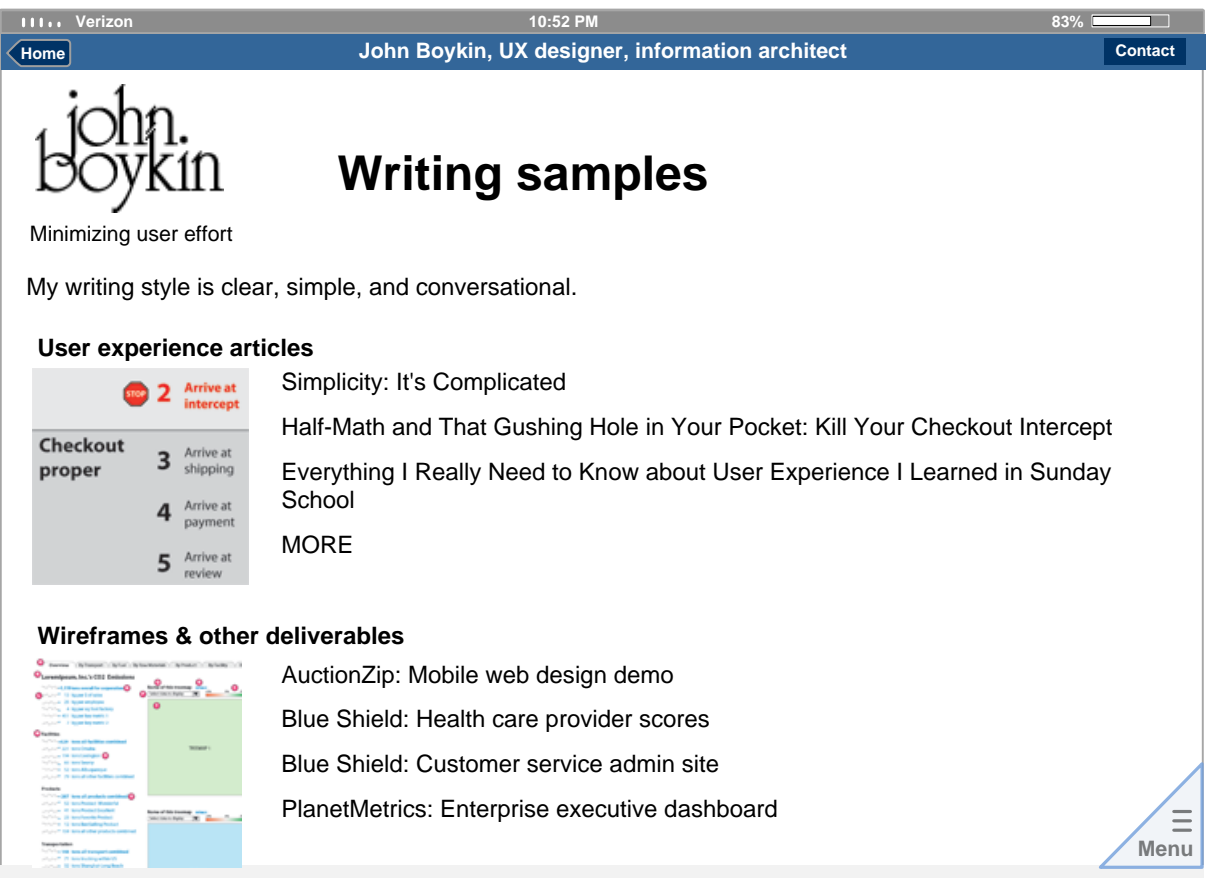 Verizon 10:52 PM 83%
Home John Boykin, UX designer, information architect Contact
john.
boykin
Writing samples
Minimizing user effort
My writing style is clear, simple, and conversational.
User experience articles
STOP 2 Arrive at
intercept
Checkout
proper
3 Arrive at
shipping
4 Arrive at
payment
5 Arrive at
review
Simplicity: It's Complicated
Half-Math and That Gushing Hole in Your Pocket: Kill Your Checkout Intercept
Everything I Really Need to Know about User Experience I Learned in Sunday
School
MORE
Wireframes & other deliverables
AuctionZip: Mobile web design demo
Blue Shield: Health care provider scores
Blue Shield: Customer service admin site
PlanetMetrics: Enterprise executive dashboard
Facilities
Products
Transportation
Menu